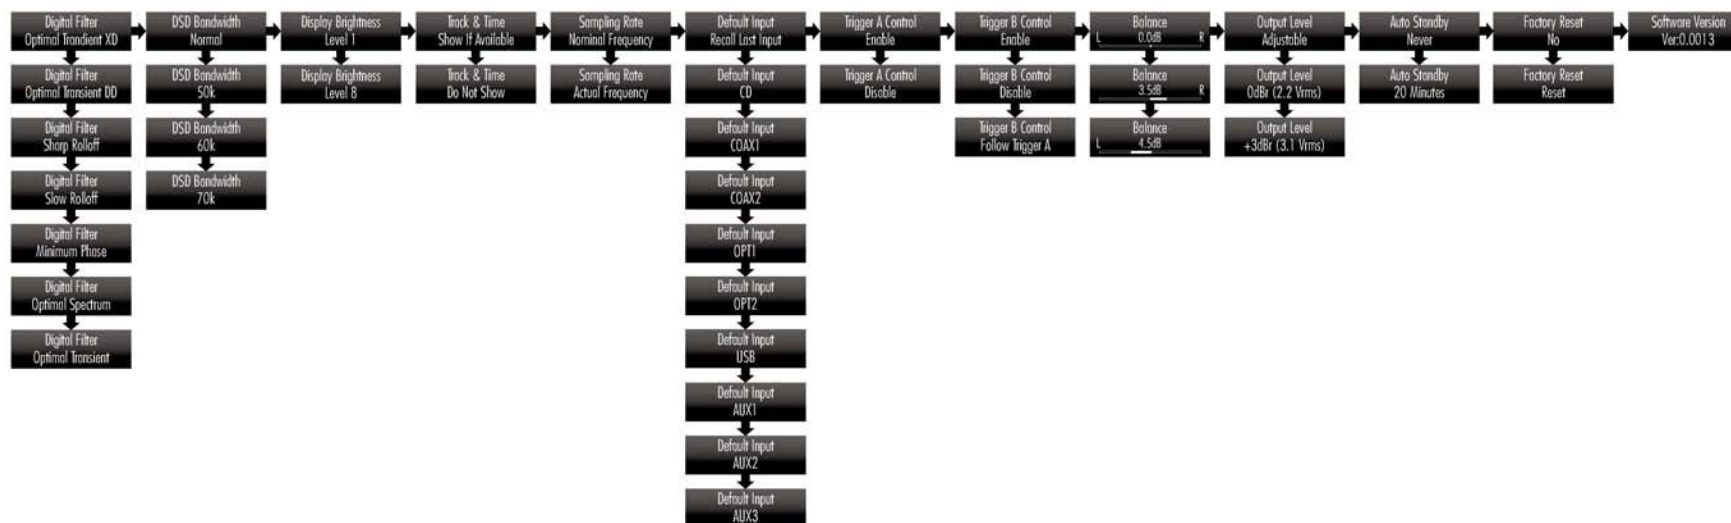 Digital Filter
Optimal Trandient XD
DSD Bandwidth
Normal
Display Brightness
Level 1
Track & Time
Show If Available
Sampling Rate
Nominal Frequency
Default Input
Recall Last Input
Trigger A Control
Enable
Trigger B Control
Enable
Balance
L 0.0dB R
Output Level
Adjustable
Auto Standby
Never
Factory Reset
No
Software Version
Ver:0.0013
Digital Filter
Optimal Transient DD
DSD Bandwidth
50k
Display Brightness
Level 8
Track & Time
Do Not Show
Sampling Rate
Actual Frequency
Default Input
CD
Trigger A Control
Disable
Trigger B Control
Disable
Balance
3.5dB R
Output Level
0dBr (2.2 Vrms)
Auto Standby
20 Minutes
Factory Reset
Reset
Digital Filter
Sharp Rolloff
DSD Bandwidth
60k
Default Input
COAX1
Trigger B Control
Follow Trigger A
Balance
L 4.5dB
Output Level
+3dBr (3.1 Vrms)
Digital Filter
Slow Rolloff
DSD Bandwidth
70k
Default Input
COAX2
Digital Filter
Minimum Phase
Default Input
OPT1
Digital Filter
Optimal Spectrum
Default Input
OPT2
Digital Filter
Optimal Transient
Default Input
USB
Default Input
AUX1
Default Input
AUX2
Default Input
AUX3